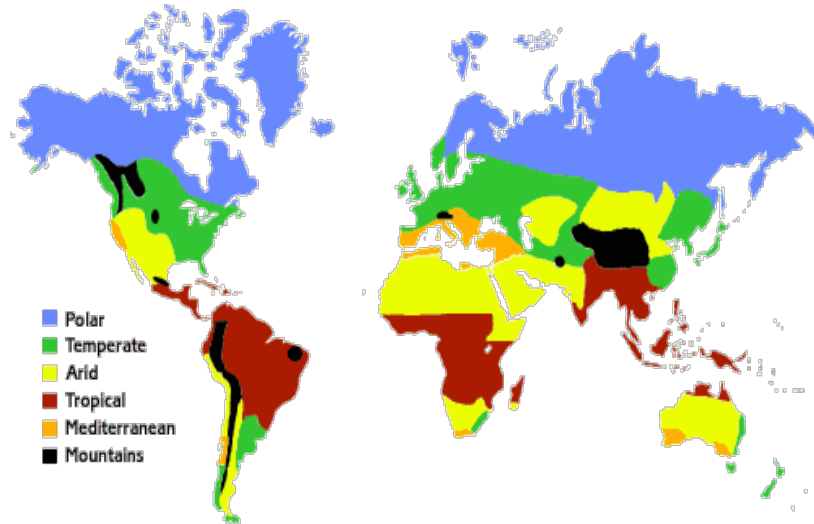 Polar
Temperate
Arid
Tropical
Mediterranean
Mountains